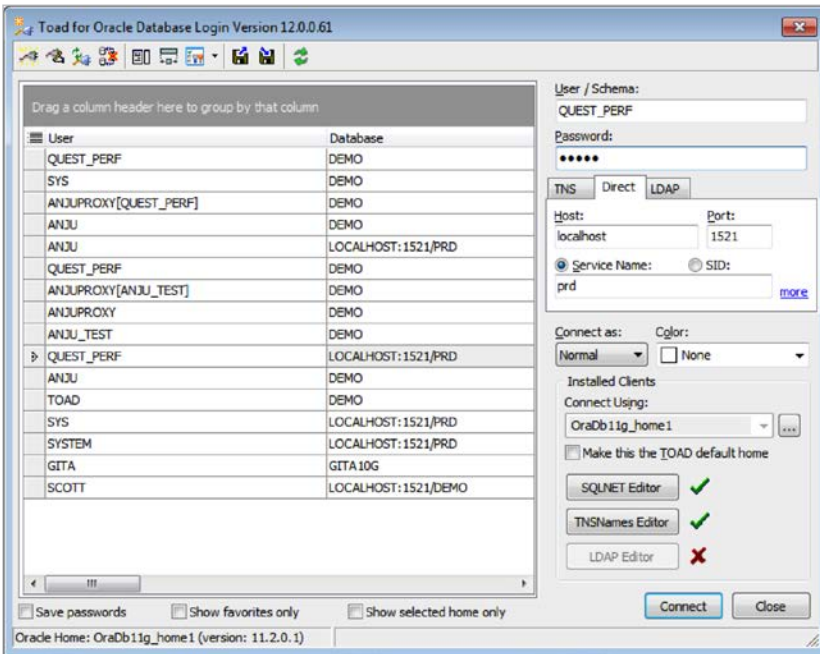 Toad for Oracle Database Login Version 12.0.0.61
Drag a column header here to group by that column
User Database
QUEST_PERF DEMO
SYS DEMO
ANJUPROXY[QUEST_PERF] DEMO
ANJU DEMO
ANJU LOCALHOST:1521/PRD
QUEST_PERF DEMO
ANJUPROXY[ANJU_TEST] DEMO
ANJUPROXY DEMO
ANJU_TEST DEMO
QUEST_PERF LOCALHOST:1521/PRD
ANJU DEMO
TOAD DEMO
SYS LOCALHOST:1521/PRD
SYSTEM LOCALHOST:1521/PRD
GITA GITA10G
SCOTT LOCALHOST:1521/DEMO
Save passwords Show favorites only Show selected home only
Oracle Home: OraDb11g_home1 (version: 11.2.0.1)
User / Schema:
QUEST_PERF
Password:
•••••
TNS Direct LDAP
Host: Port:
localhost 1521
Service Name: SID:
prd
more
Connect as: Color:
Normal None
Installed Clients
Connect Using:
OraDb11g_home1 ...
Make this the TOAD default home
SQLNET Editor
TNSNames Editor
LDAP Editor
Connect Close